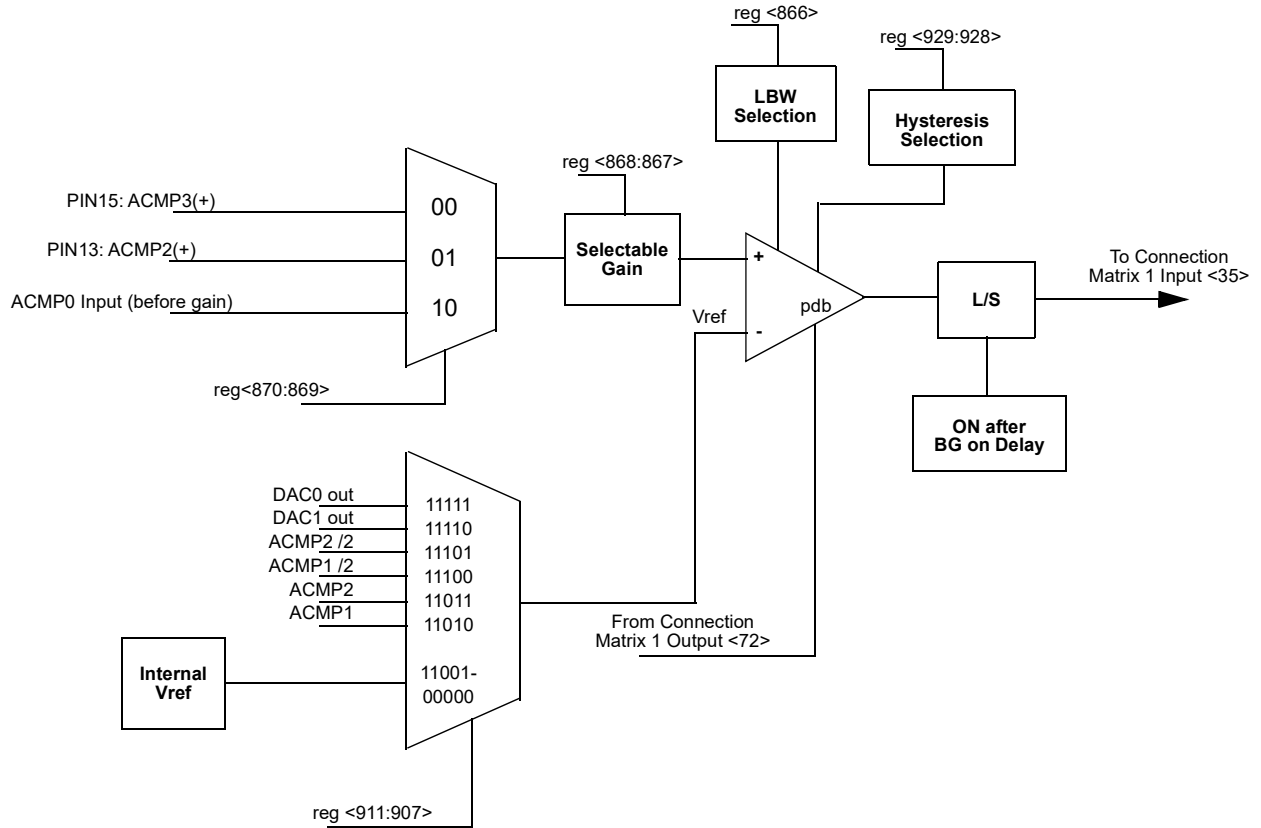 reg <866>
reg <929:928>
LBW
Selection
Hysteresis
Selection
reg <868:867>
PIN15: ACMP3(+)
00
PIN13: ACMP2(+)
01
ACMP0 Input (before gain)
10
Selectable
Gain
+
To Connection
Matrix 1 Input <35>
L/S
pdb
Vref
-
reg<870:869>
ON after
BG on Delay
DAC0 out
11111
DAC1 out
11110
ACMP2 /2
11101
ACMP1 /2
11100
ACMP2
11011
ACMP1
11010
From Connection
Matrix 1 Output <72>
Internal
Vref
11001-
00000
reg <911:907>